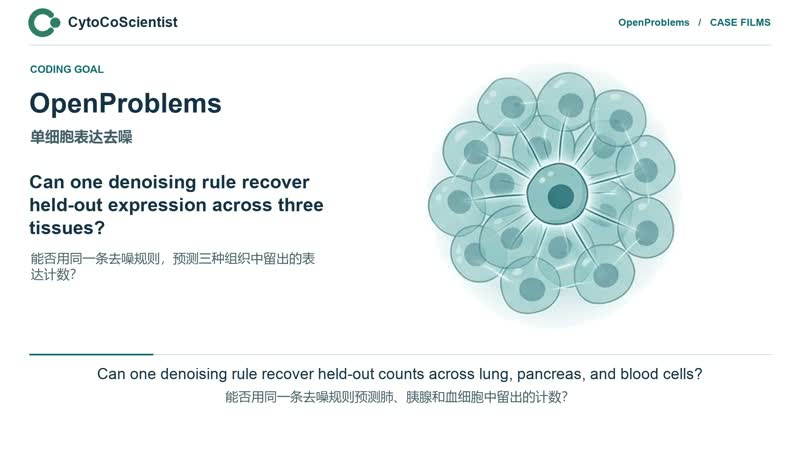 CytoCoScientist
OpenProblems / CASE FILMS
CODING GOAL
OpenProblems
单细胞表达去噪
Can one denoising rule recover
held-out expression across three
tissues?
能否用同一条去噪规则，预测三种组织中留出的表
达计数？
Can one denoising rule recover held-out counts across lung, pancreas, and blood cells?
能否用同一条去噪规则预测肺、胰腺和血细胞中留出的计数？